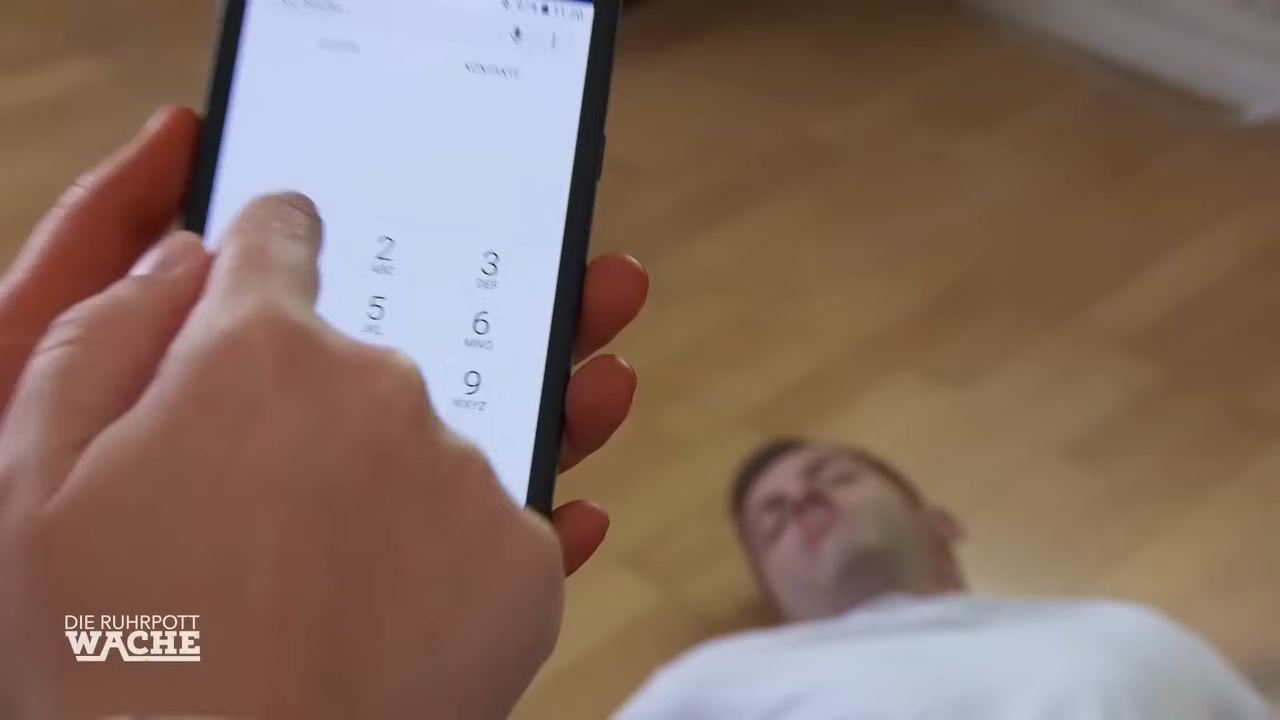 KONTAKTE
2
ABC
3
DEF
5
JKL
6
MNO
9
WXYZ
DIE RUHRPOTT
WACHE